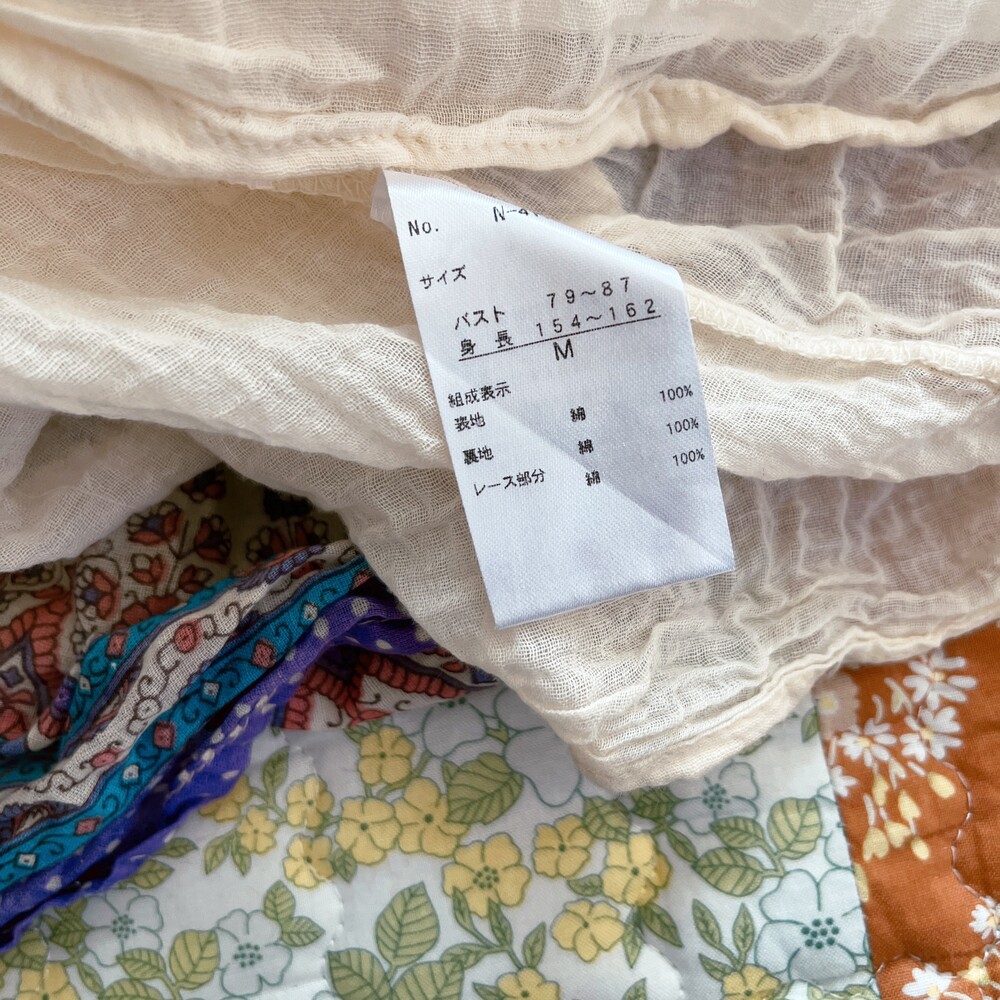 No.
サイズ
バスト 79～87
身長 154～162
M
組成表示
表地 綿 100%
裏地 綿 100%
レース部分 綿 100%